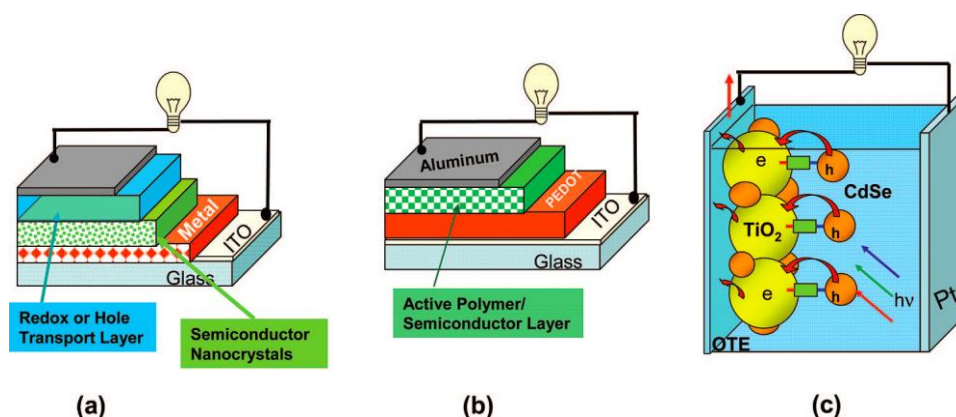 Metal
ITO
Glass
Redox or Hole
Transport Layer
Semiconductor
Nanocrystals
(a)
Aluminum
PEDOT
ITO
Glass
Active Polymer/
Semiconductor Layer
(b)
e
h
CdSe
TiO2
h
e
h
hν
Pt
OTE
(c)